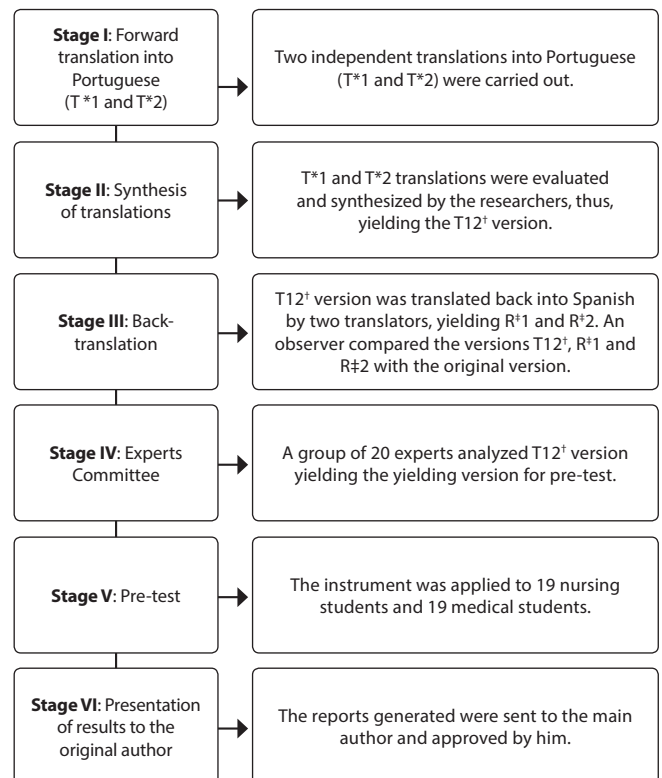 Stage I: Forward
translation into
Portuguese
(T *1 and T*2)
Two independent translations into Portuguese
(T*1 and T*2) were carried out.
Stage II: Synthesis
of translations
T*1 and T*2 translations were evaluated
and synthesized by the researchers, thus,
yielding the T12† version.
Stage III: Back-
translation
T12† version was translated back into Spanish
by two translators, yielding R‡1 and R‡2. An
observer compared the versions T12†, R‡1 and
R‡2 with the original version.
Stage IV: Experts
Committee
A group of 20 experts analyzed T12† version
yielding the yielding version for pre-test.
Stage V: Pre-test
The instrument was applied to 19 nursing
students and 19 medical students.
Stage VI: Presentation
of results to the
original author
The reports generated were sent to the main
author and approved by him.